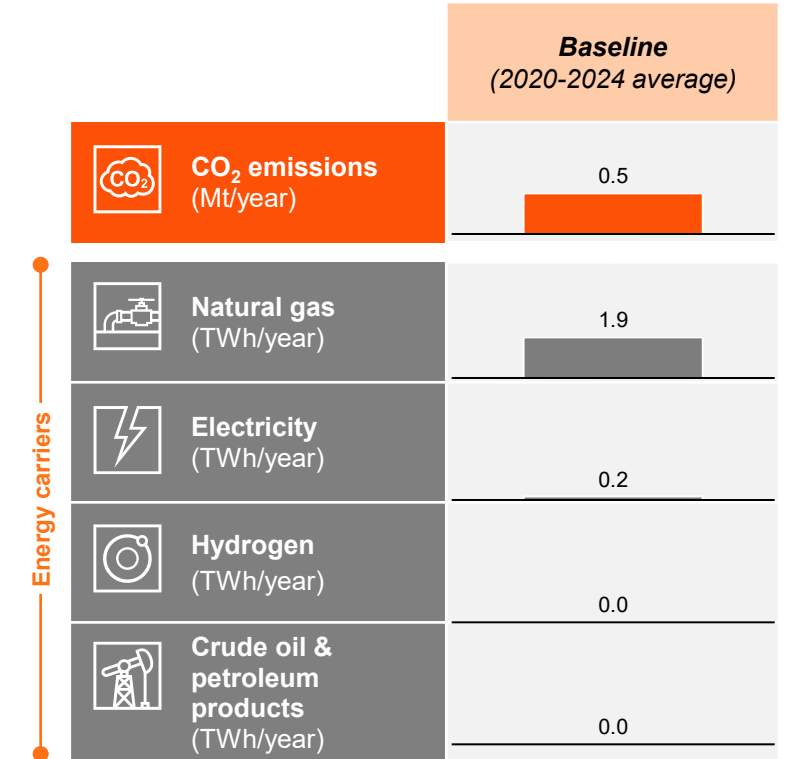 Baseline
(2020-2024 average)
CO₂
CO₂ emissions
(Mt/year)
0.5
Energy carriers
Natural gas
(TWh/year)
1.9
Electricity
(TWh/year)
0.2
Hydrogen
(TWh/year)
0.0
Crude oil &
petroleum
products
(TWh/year)
0.0